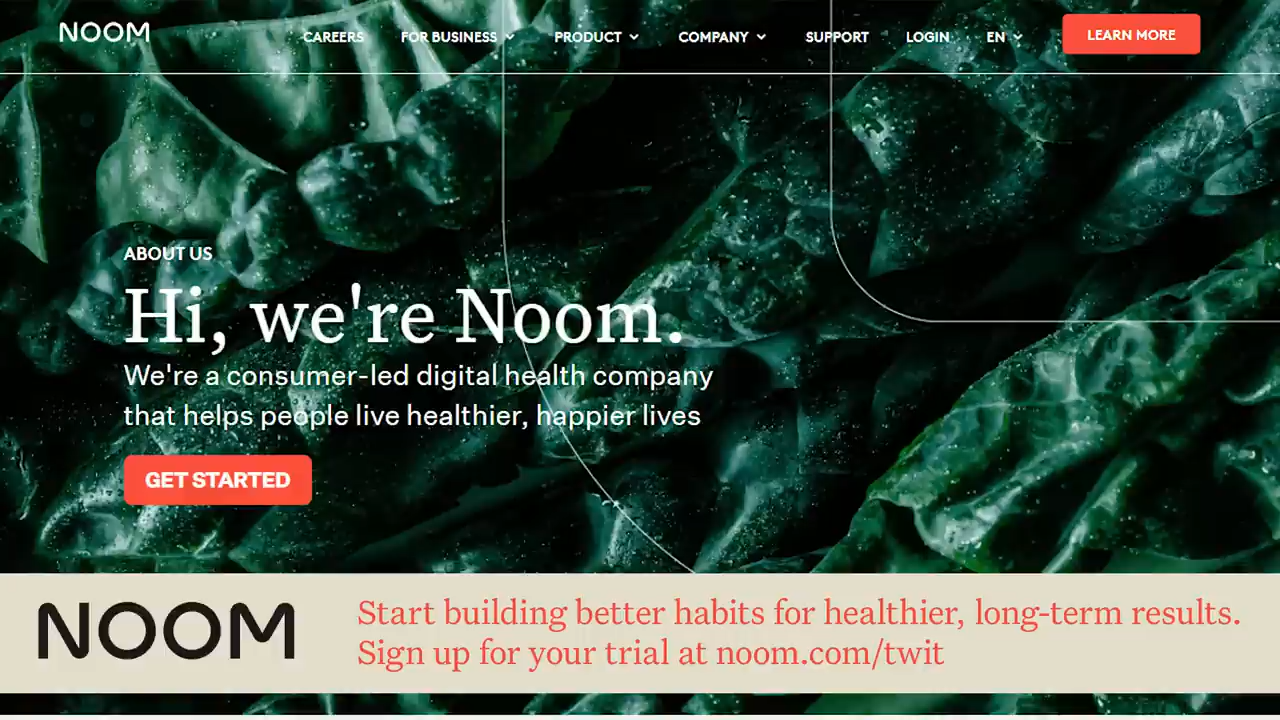 NOOM
CAREERS FOR BUSINESS PRODUCT COMPANY SUPPORT LOGIN EN LEARN MORE
ABOUT US
Hi, we're Noom.
We're a consumer-led digital health company
that helps people live healthier, happier lives
GET STARTED
NOOM
Start building better habits for healthier, long-term results.
Sign up for your trial at noom.com/twit